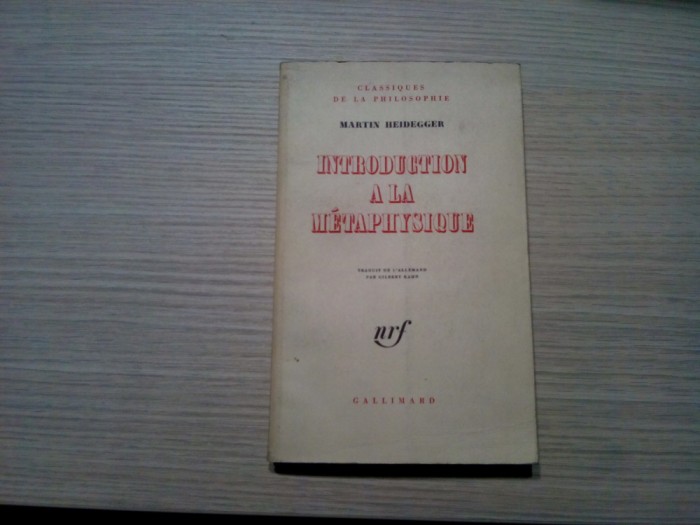 CLASSIQUES
DE LA PHILOSOPHIE
MARTIN HEIDEGGER
INTRODUCTION
A LA
MÉTAPHYSIQUE
TRADUIT DE L'ALLEMAND
PAR GILBERT KAHN
nrf
GALLIMARD